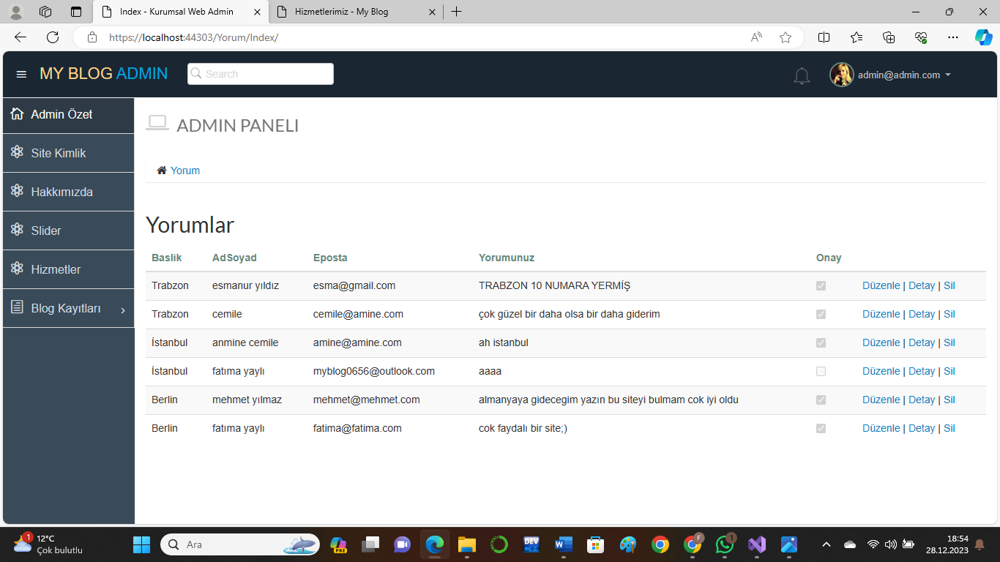 Index - Kurumsal Web Admin
Hizmetlerimiz - My Blog
https://localhost:44303/Yorum/Index/
MY BLOG ADMIN
Search
admin@admin.com
Admin Özet
Site Kimlik
Hakkımızda
Slider
Hizmetler
Blog Kayıtları
ADMIN PANELI
Yorum
Yorumlar
Baslik AdSoyad Eposta Yorumunuz Onay
Trabzon esmanur yıldız esma@gmail.com TRABZON 10 NUMARA YERMİŞ Düzenle | Detay | Sil
Trabzon cemile cemile@amine.com çok güzel bir daha olsa bir daha giderim Düzenle | Detay | Sil
İstanbul anmine cemile amine@amine.com ah istanbul Düzenle | Detay | Sil
İstanbul fatıma yaylı myblog0656@outlook.com aaaa Düzenle | Detay | Sil
Berlin mehmet yılmaz mehmet@mehmet.com almanyaya gidecegim yazın bu siteyi bulmam cok iyi oldu Düzenle | Detay | Sil
Berlin fatıma yaylı fatima@fatima.com cok faydalı bir site;) Düzenle | Detay | Sil
1
12°C
Çok bulutlu
Ara
PRE
DEV
F
1
18:54
28.12.2023